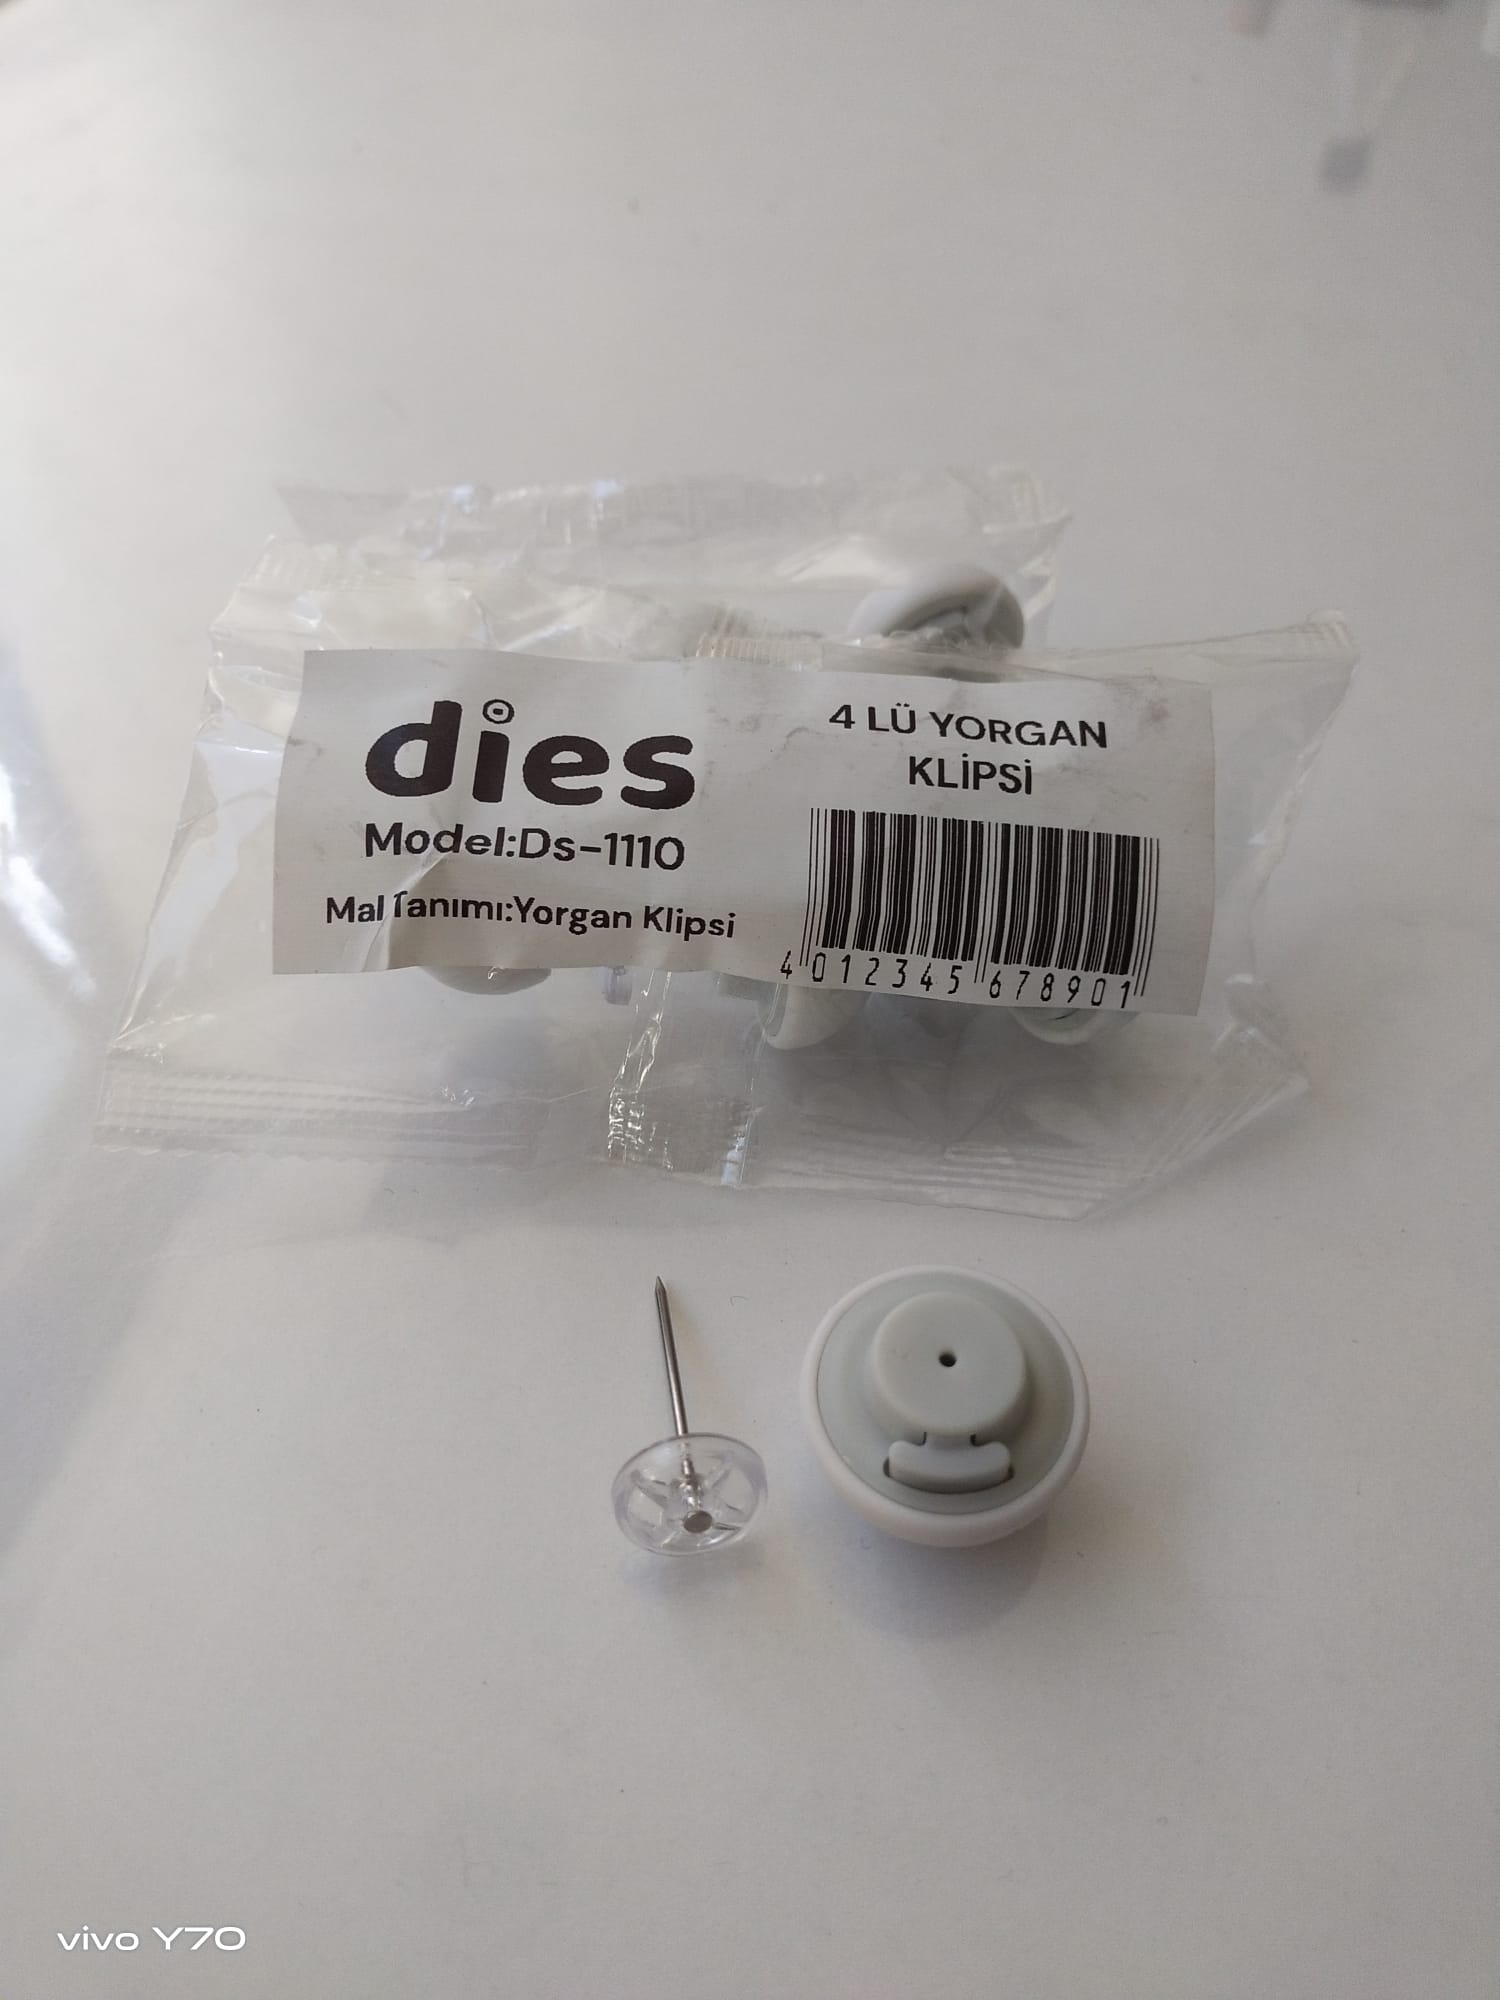 dies
Model:Ds-1110
Mal Tanımı:Yorgan Klipsi
4 LÜ YORGAN
KLİPSİ
4 012345 678901
vivo Y70